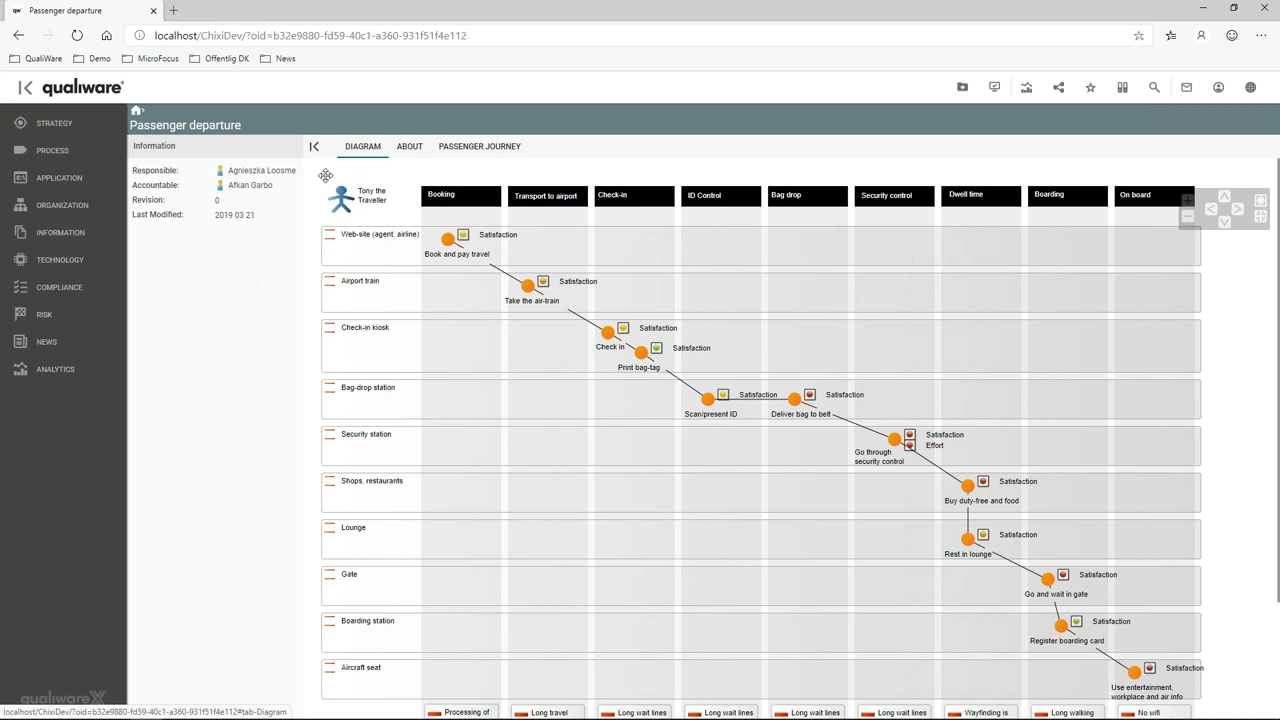 Passenger departure
localhost/ChixiDev/?oid=b32e9880-fd59-40c1-a360-931f51f4e112
QualiWare
Demo
MicroFocus
Offentlig DK
News
qualiware®
STRATEGY
PROCESS
APPLICATION
ORGANIZATION
INFORMATION
TECHNOLOGY
COMPLIANCE
RISK
NEWS
ANALYTICS
qualiwareX
Passenger departure
Information
Responsible: Agnieszka Loosme
Accountable: Afkan Garbo
Revision: 0
Last Modified: 2019 03 21
DIAGRAM ABOUT PASSENGER JOURNEY
Tony the
Traveller
Booking
Transport to airport
Check-in
ID Control
Bag drop
Security control
Dwell time
Boarding
On board
Web-site (agent, airline)
Satisfaction
Book and pay travel
Airport train
Satisfaction
Take the air-train
Check-in kiosk
Satisfaction
Check in
Satisfaction
Print bag-tag
Bag-drop station
Satisfaction
Scan/present ID
Satisfaction
Deliver bag to belt
Security station
Satisfaction
Effort
Go through
security control
Shops, restaurants
Satisfaction
Buy duty-free and food
Lounge
Satisfaction
Rest in lounge
Gate
Satisfaction
Go and wait in gate
Boarding station
Satisfaction
Register boarding card
Aircraft seat
Satisfaction
Use entertainment,
workplace and air info
Processing of
Long travel
Long wait lines
Long wait lines
Long wait lines
Long wait lines
Wayfinding is
Long walking
No wifi
localhost/ChixiDev/?oid=b32e9880-fd59-40c1-a360-931f51f4e112#tab-Diagram